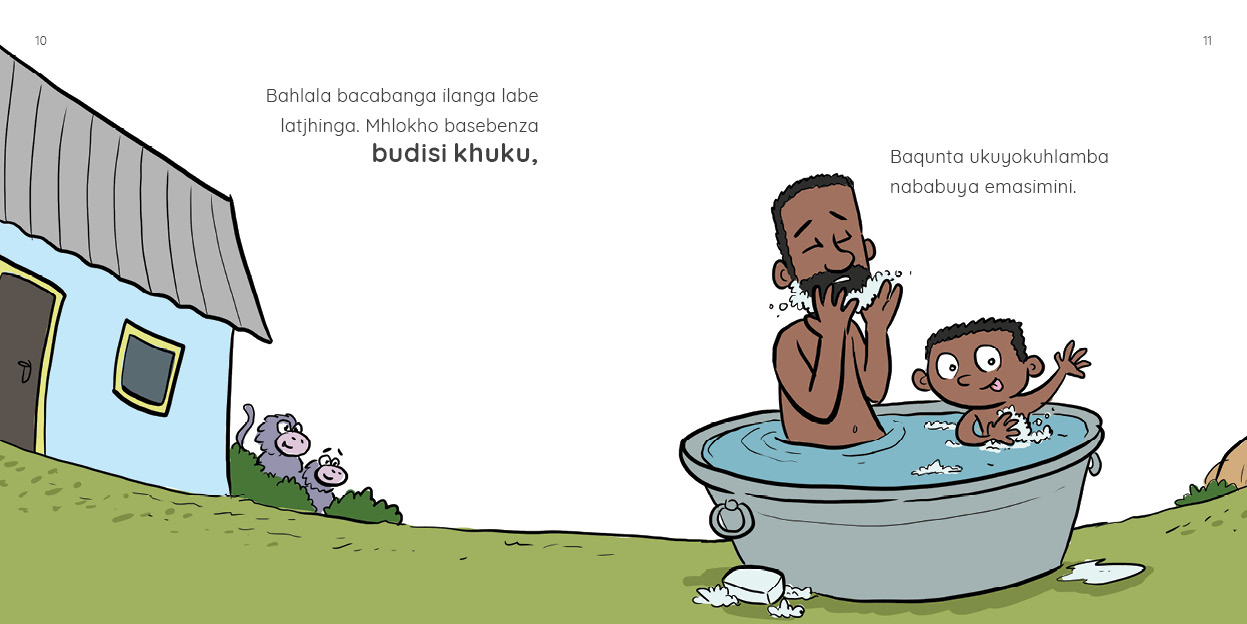 10
Bahlala bacabanga ilanga labe
latjhinga. Mhlokho basebenza
budisi khuku,
11
Baqunta ukuyokuhlamba
nababuya emasimini.